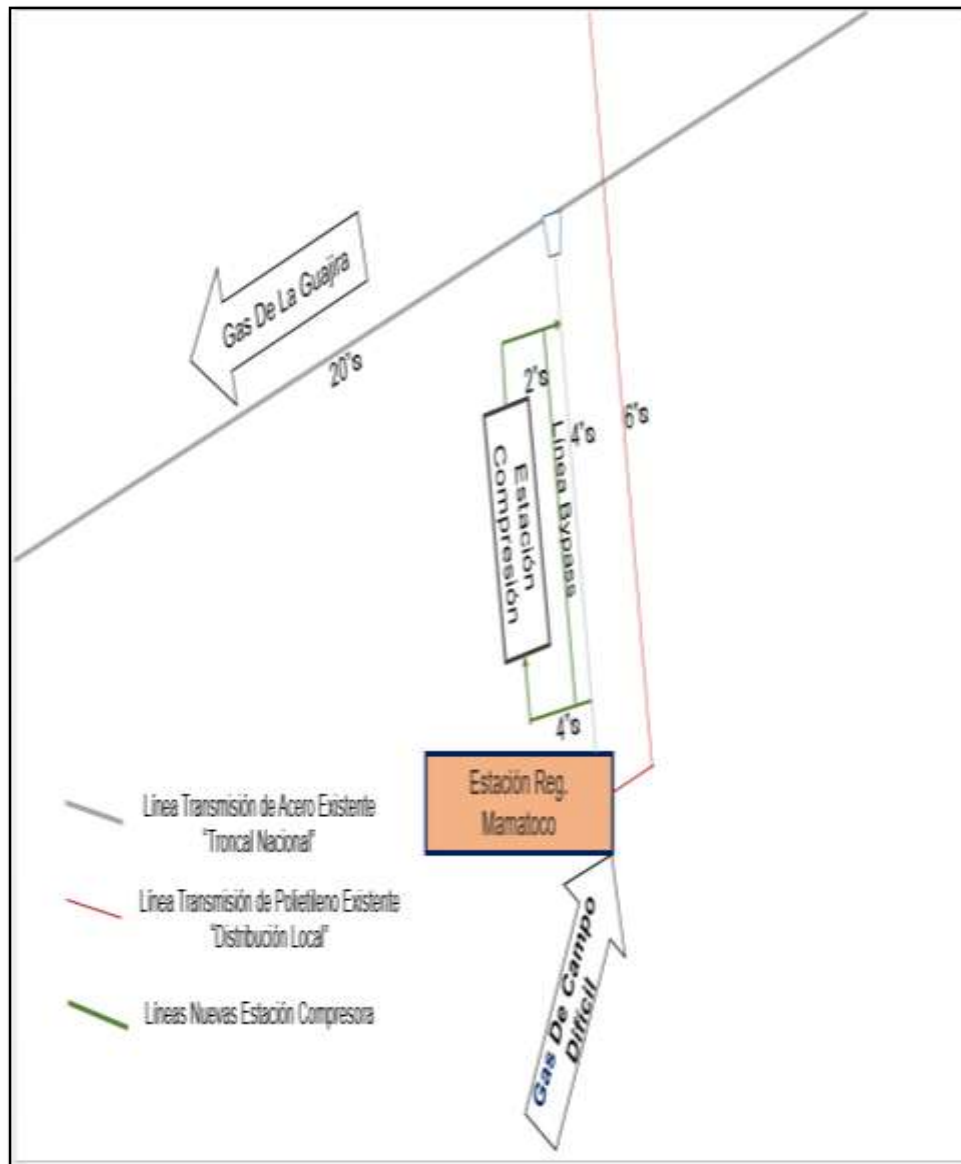 Gas De La Guajira
20"s
2"s
4"s
6"s
Línea Bypass
Estación
Compresión
4"s
Estación Reg.
Mamatoco
Línea Transmisión de Acero Existente
"Troncal Nacional"
Línea Transmisión de Polietileno Existente
"Distribución Local"
Líneas Nuevas Estación Compresora
Gas De Campo
Difícil